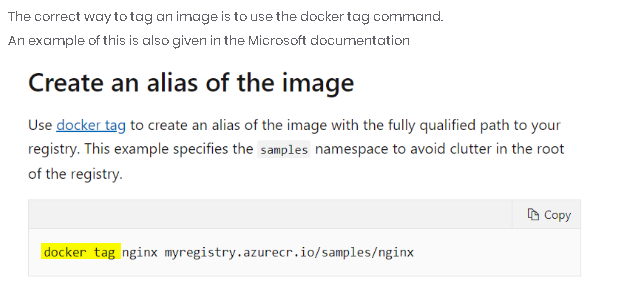 The correct way to tag an image is to use the docker tag command.
An example of this is also given in the Microsoft documentation
Create an alias of the image
Use docker tag to create an alias of the image with the fully qualified path to your
registry. This example specifies the samples namespace to avoid clutter in the root
of the registry.
Copy
docker tag nginx myregistry.azurecr.io/samples/nginx